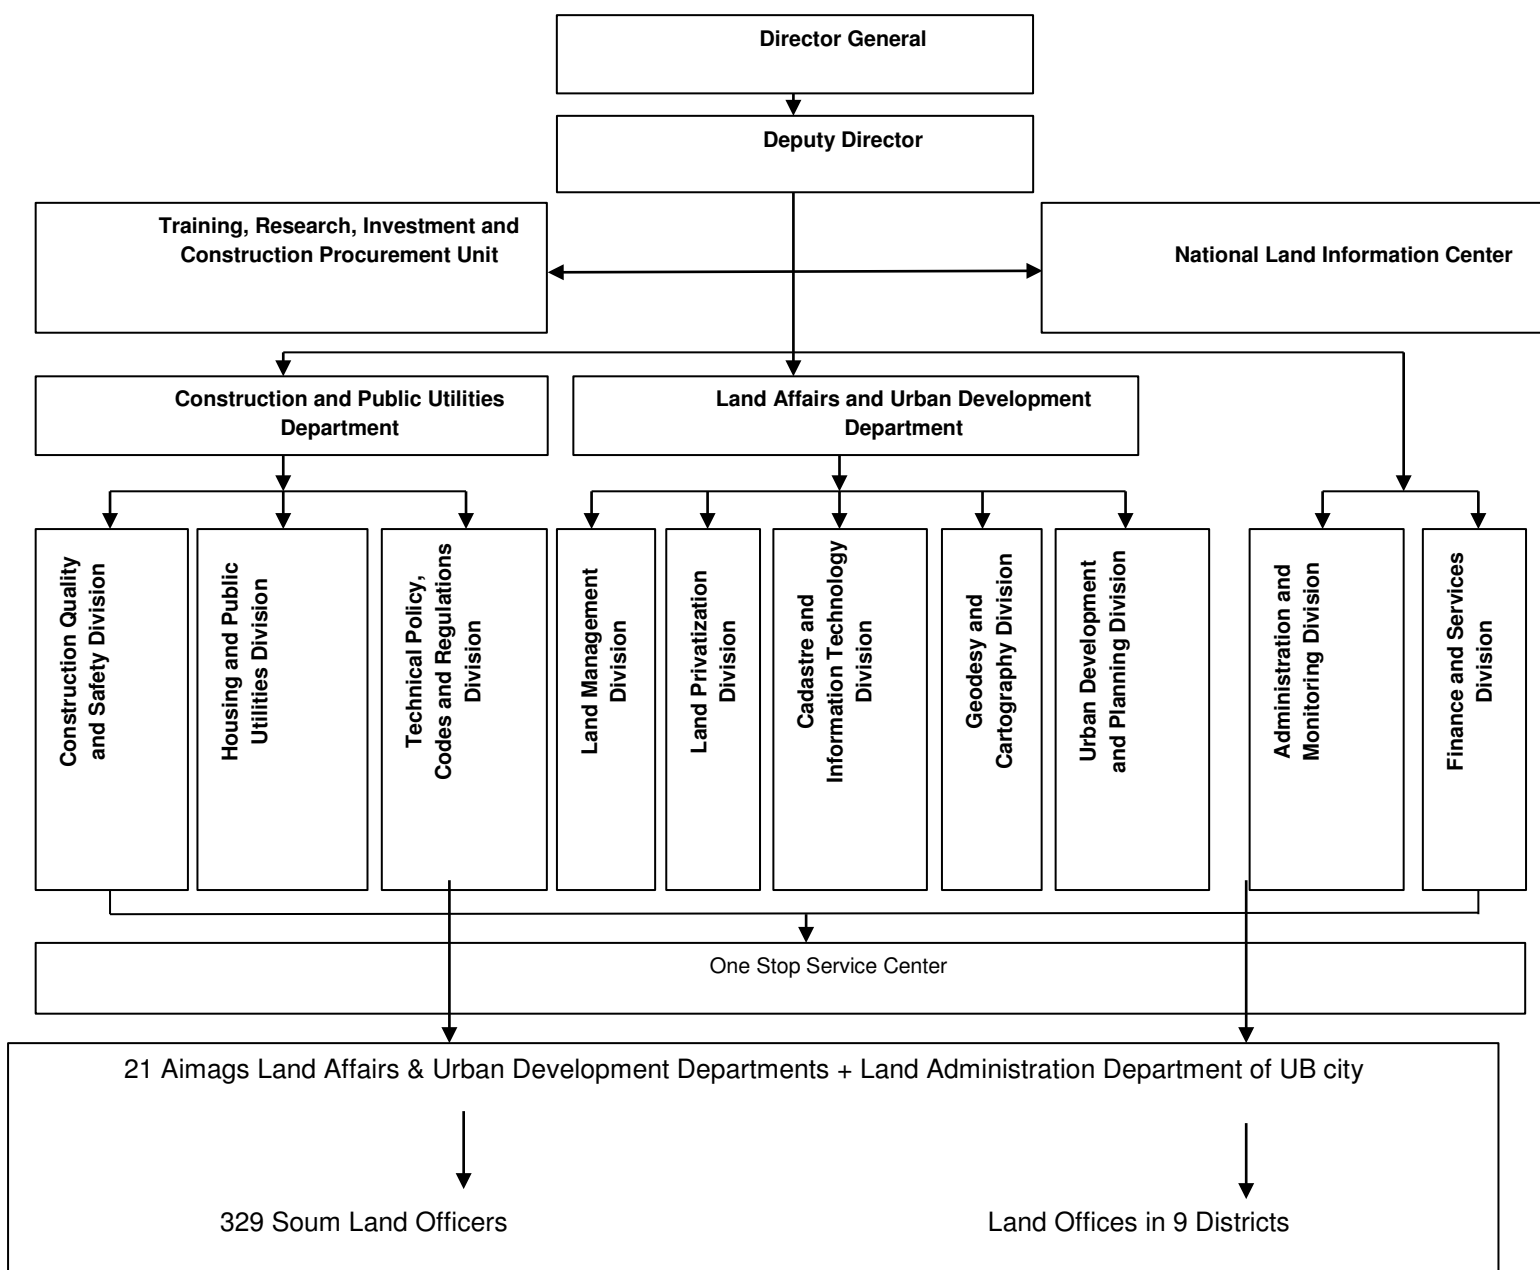 Director General
Deputy Director
Training, Research, Investment and
Construction Procurement Unit
National Land Information Center
Construction and Public Utilities
Department
Land Affairs and Urban Development
Department
Construction Quality
and Safety Division
Housing and Public
Utilities Division
Technical Policy,
Codes and Regulations
Division
Land Management
Division
Land Privatization
Division
Cadastre and
Information Technology
Division
Geodesy and
Cartography Division
Urban Development
and Planning Division
Administration and
Monitoring Division
Finance and Services
Division
One Stop Service Center
21 Aimags Land Affairs & Urban Development Departments + Land Administration Department of UB city
329 Soum Land Officers
Land Offices in 9 Districts